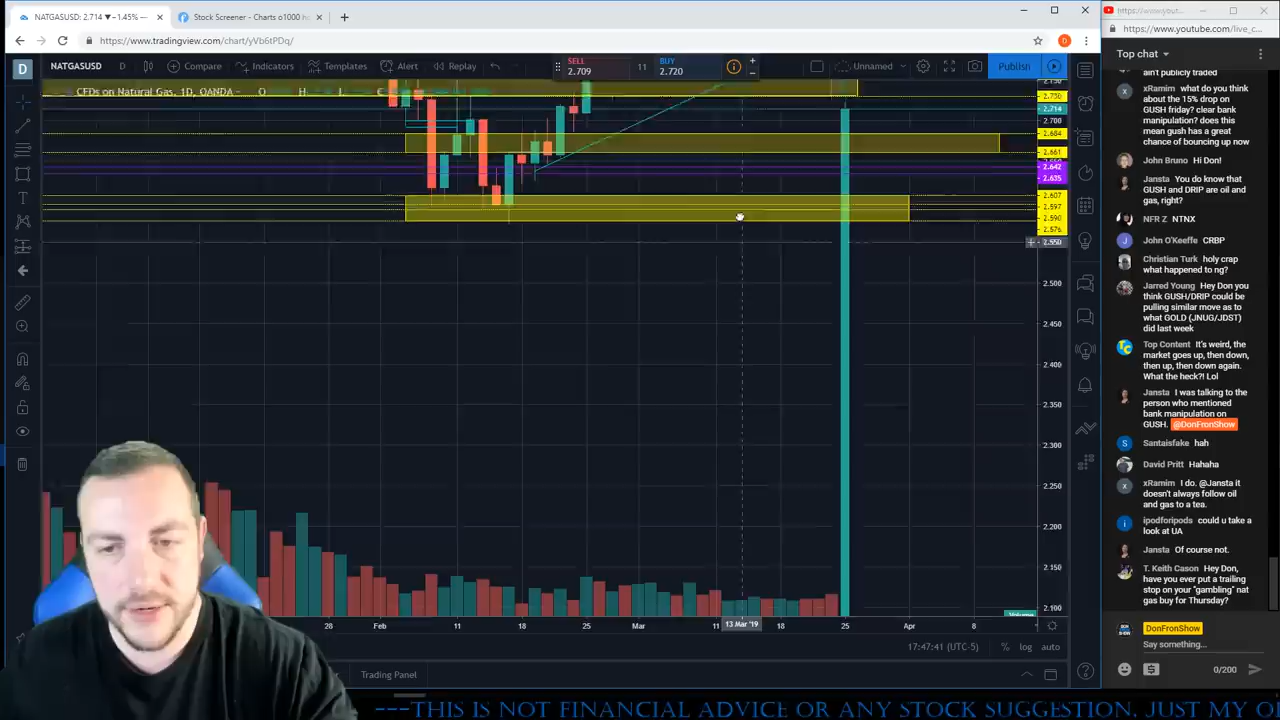 NATGASUSD: 2.714 ▼−1.45% —
Stock Screener - Charts o1000 h
https://www.tradingview.com/chart/yVb6tPDq/
NATGASUSD
D
Compare
Indicators
Templates
Alert
Replay
SELL
2.709
11
BUY
2.720
Unnamed
Publish
CFDs on Natural Gas, 1D, OANDA
O H
2.730
2.714
2.700
2.684
2.661
2.642
2.635
2.607
2.597
2.590
2.576
2.550
2.500
2.450
2.400
2.350
2.300
2.250
2.200
2.150
2.100
Volume
28
Feb
11
18
25
Mar
11
13 Mar '19
18
25
Apr
8
17:47:41 (UTC-5)
%
log
auto
Trading Panel
https://www.youtube...
https://www.youtube.com/live_c...
Top chat
ain't publicly traded
xRamim what do you think
about the 15% drop on
GUSH friday? clear bank
manipulation? does this
mean gush has a great
chance of bouncing up now
John Bruno Hi Don!
Jansta You do know that
GUSH and DRIP are oil and
gas, right?
NFR Z NTNX
John O'Keeffe CRBP
Christian Turk holy crap
what happened to ng?
Jarred Young Hey Don you
think GUSH/DRIP could be
pulling similar move as to
what GOLD (JNUG/JDST)
did last week
Top Content It's weird, the
market goes up, then down,
then up, then down again.
What the heck?! Lol
Jansta I was talking to the
person who mentioned
bank manipulation on
GUSH. @DonFronShow
Santaisfake hah
David Pritt Hahaha
xRamim I do. @Jansta it
doesn't always follow oil
and gas to a tea.
ipodforipods could u take a
look at UA
Jansta Of course not.
T. Keith Cason Hey Don,
have you ever put a trailing
stop on your "gambling" nat
gas buy for Thursday?
DonFronShow
Say something...
0/200
---THIS IS NOT FINANCIAL ADVICE OR ANY STOCK SUGGESTION, JUST MY